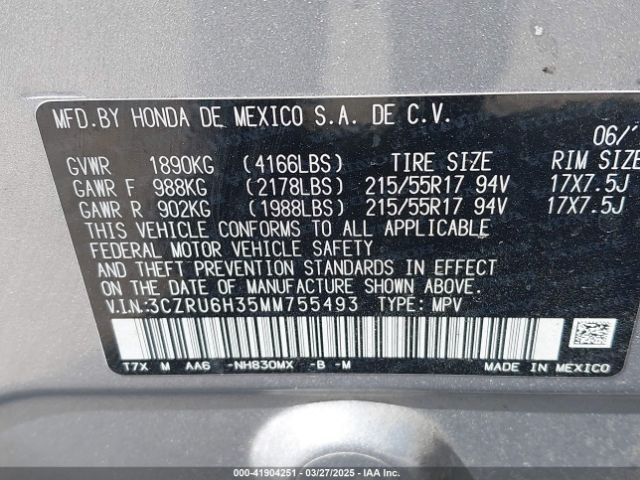 MFD.BY HONDA DE MEXICO S.A. DE C.V.
06/
GVWR 1890KG (4166LBS) TIRE SIZE RIM SIZE
GAWR F 988KG (2178LBS) 215/55R17 94V 17X7.5J
GAWR R 902KG (1988LBS) 215/55R17 94V 17X7.5J
THIS VEHICLE CONFORMS TO ALL APPLICABLE
FEDERAL MOTOR VEHICLE SAFETY
AND THEFT PREVENTION STANDARDS IN EFFECT
ON THE DATE OF MANUFACTURE SHOWN ABOVE.
V.I.N.:3CZRU6H35MM755493 TYPE: MPV
T7X M AA6 -NH830MX -B -M MADE IN MEXICO
000-41904251 | 03/27/2025 | IAA Inc.